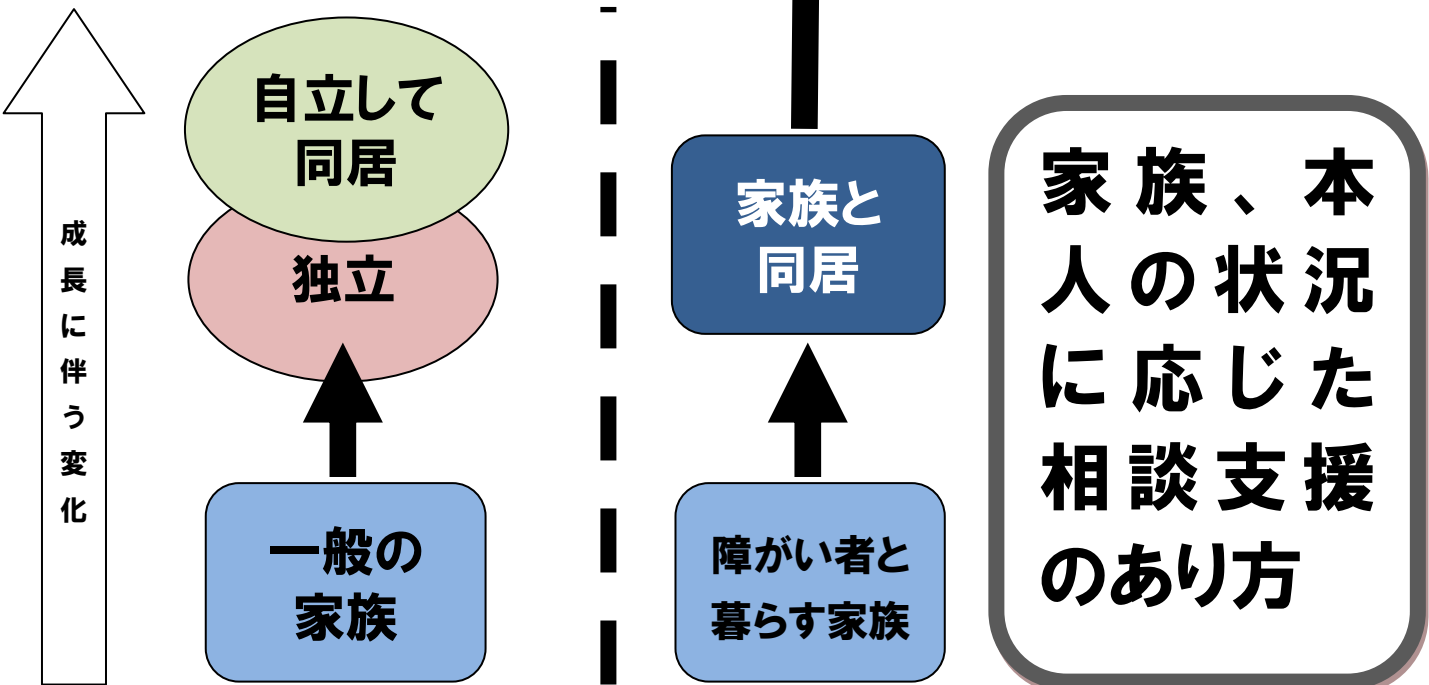 成長に伴う変化
自立して
同居
独立
一般の
家族
家族と
同居
障がい者と
暮らす家族
家族、本
人の状況
に応じた
相談支援
のあり方